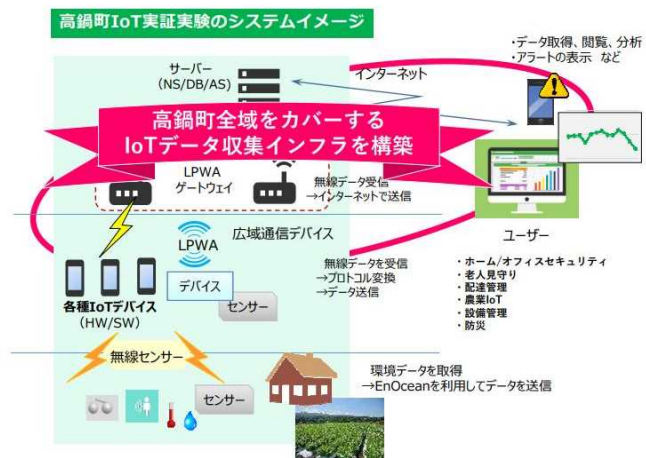 高鍋町IoT実証実験のシステムイメージ
・データ取得、閲覧、分析
・アラートの表示 など
サーバー
(NS/DB/AS)
インターネット
高鍋町全域をカバーする
IoTデータ収集インフラを構築
LPWA
ゲートウェイ
無線データ受信
→インターネットで送信
ユーザー
・ホーム/オフィスセキュリティ
・老人見守り
・配達管理
・農業IoT
・設備管理
・防災
広域通信デバイス
LPWA
無線データを受信
→プロトコル変換
→データ送信
デバイス
センサー
各種IoTデバイス
(HW/SW)
無線センサー
環境データを取得
→EnOceanを利用してデータを送信
センサー